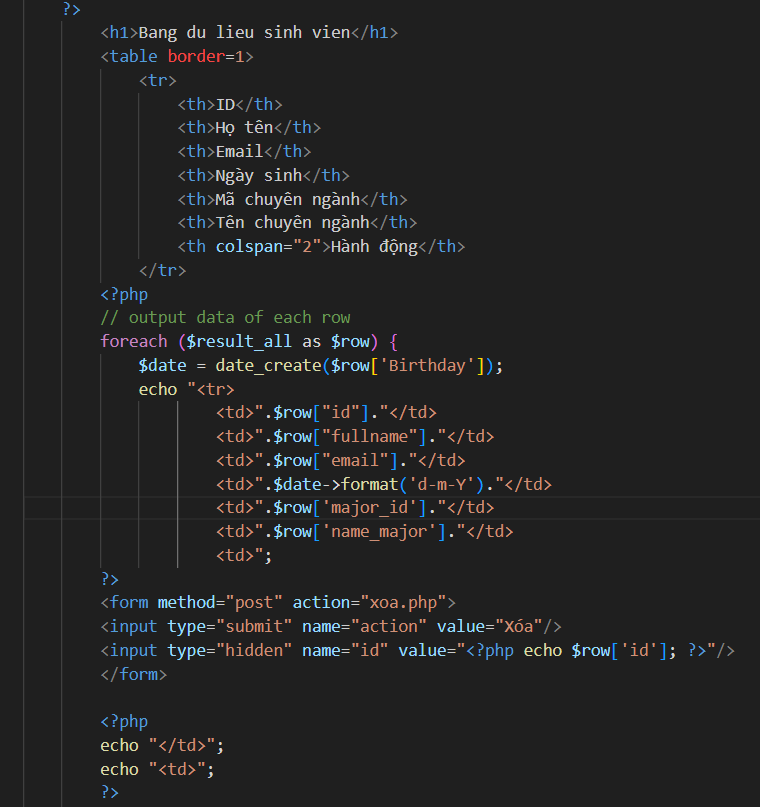 ?>
<h1>Bang du lieu sinh vien</h1>
<table border=1>
<tr>
<th>ID</th>
<th>Họ tên</th>
<th>Email</th>
<th>Ngày sinh</th>
<th>Mã chuyên ngành</th>
<th>Tên chuyên ngành</th>
<th colspan="2">Hành động</th>
</tr>
<?php
// output data of each row
foreach ($result_all as $row) {
$date = date_create($row['Birthday']);
echo "<tr>
<td>".$row["id"]."</td>
<td>".$row["fullname"]."</td>
<td>".$row["email"]."</td>
<td>".$date->format('d-m-Y')."</td>
<td>".$row['major_id']."</td>
<td>".$row['name_major']."</td>
<td>";
?>
<form method="post" action="xoa.php">
<input type="submit" name="action" value="Xóa"/>
<input type="hidden" name="id" value="<?php echo $row['id']; ?>"/>
</form>
<?php
echo "</td>";
echo "<td>";
?>